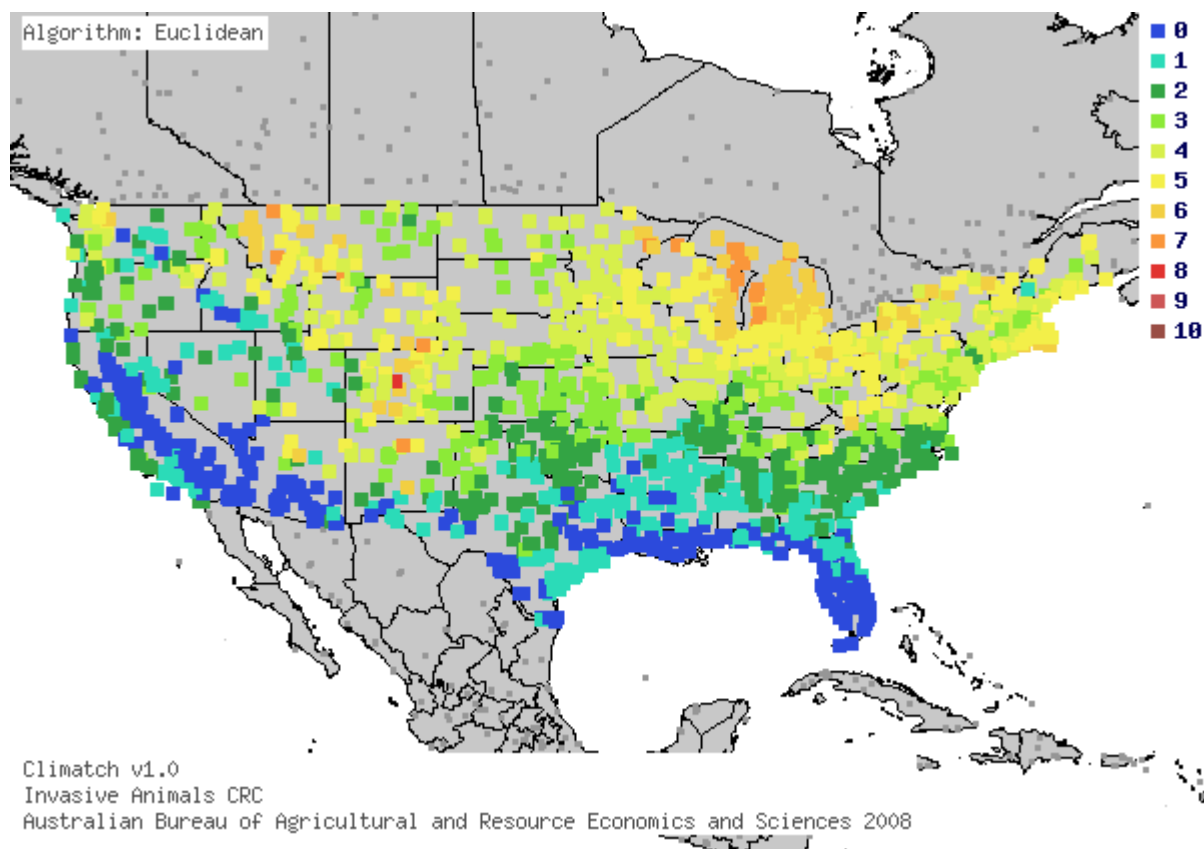 Algorithm: Euclidean
0
1
2
3
4
5
6
7
8
9
10
Climatch v1.0
Invasive Animals CRC
Australian Bureau of Agricultural and Resource Economics and Sciences 2008